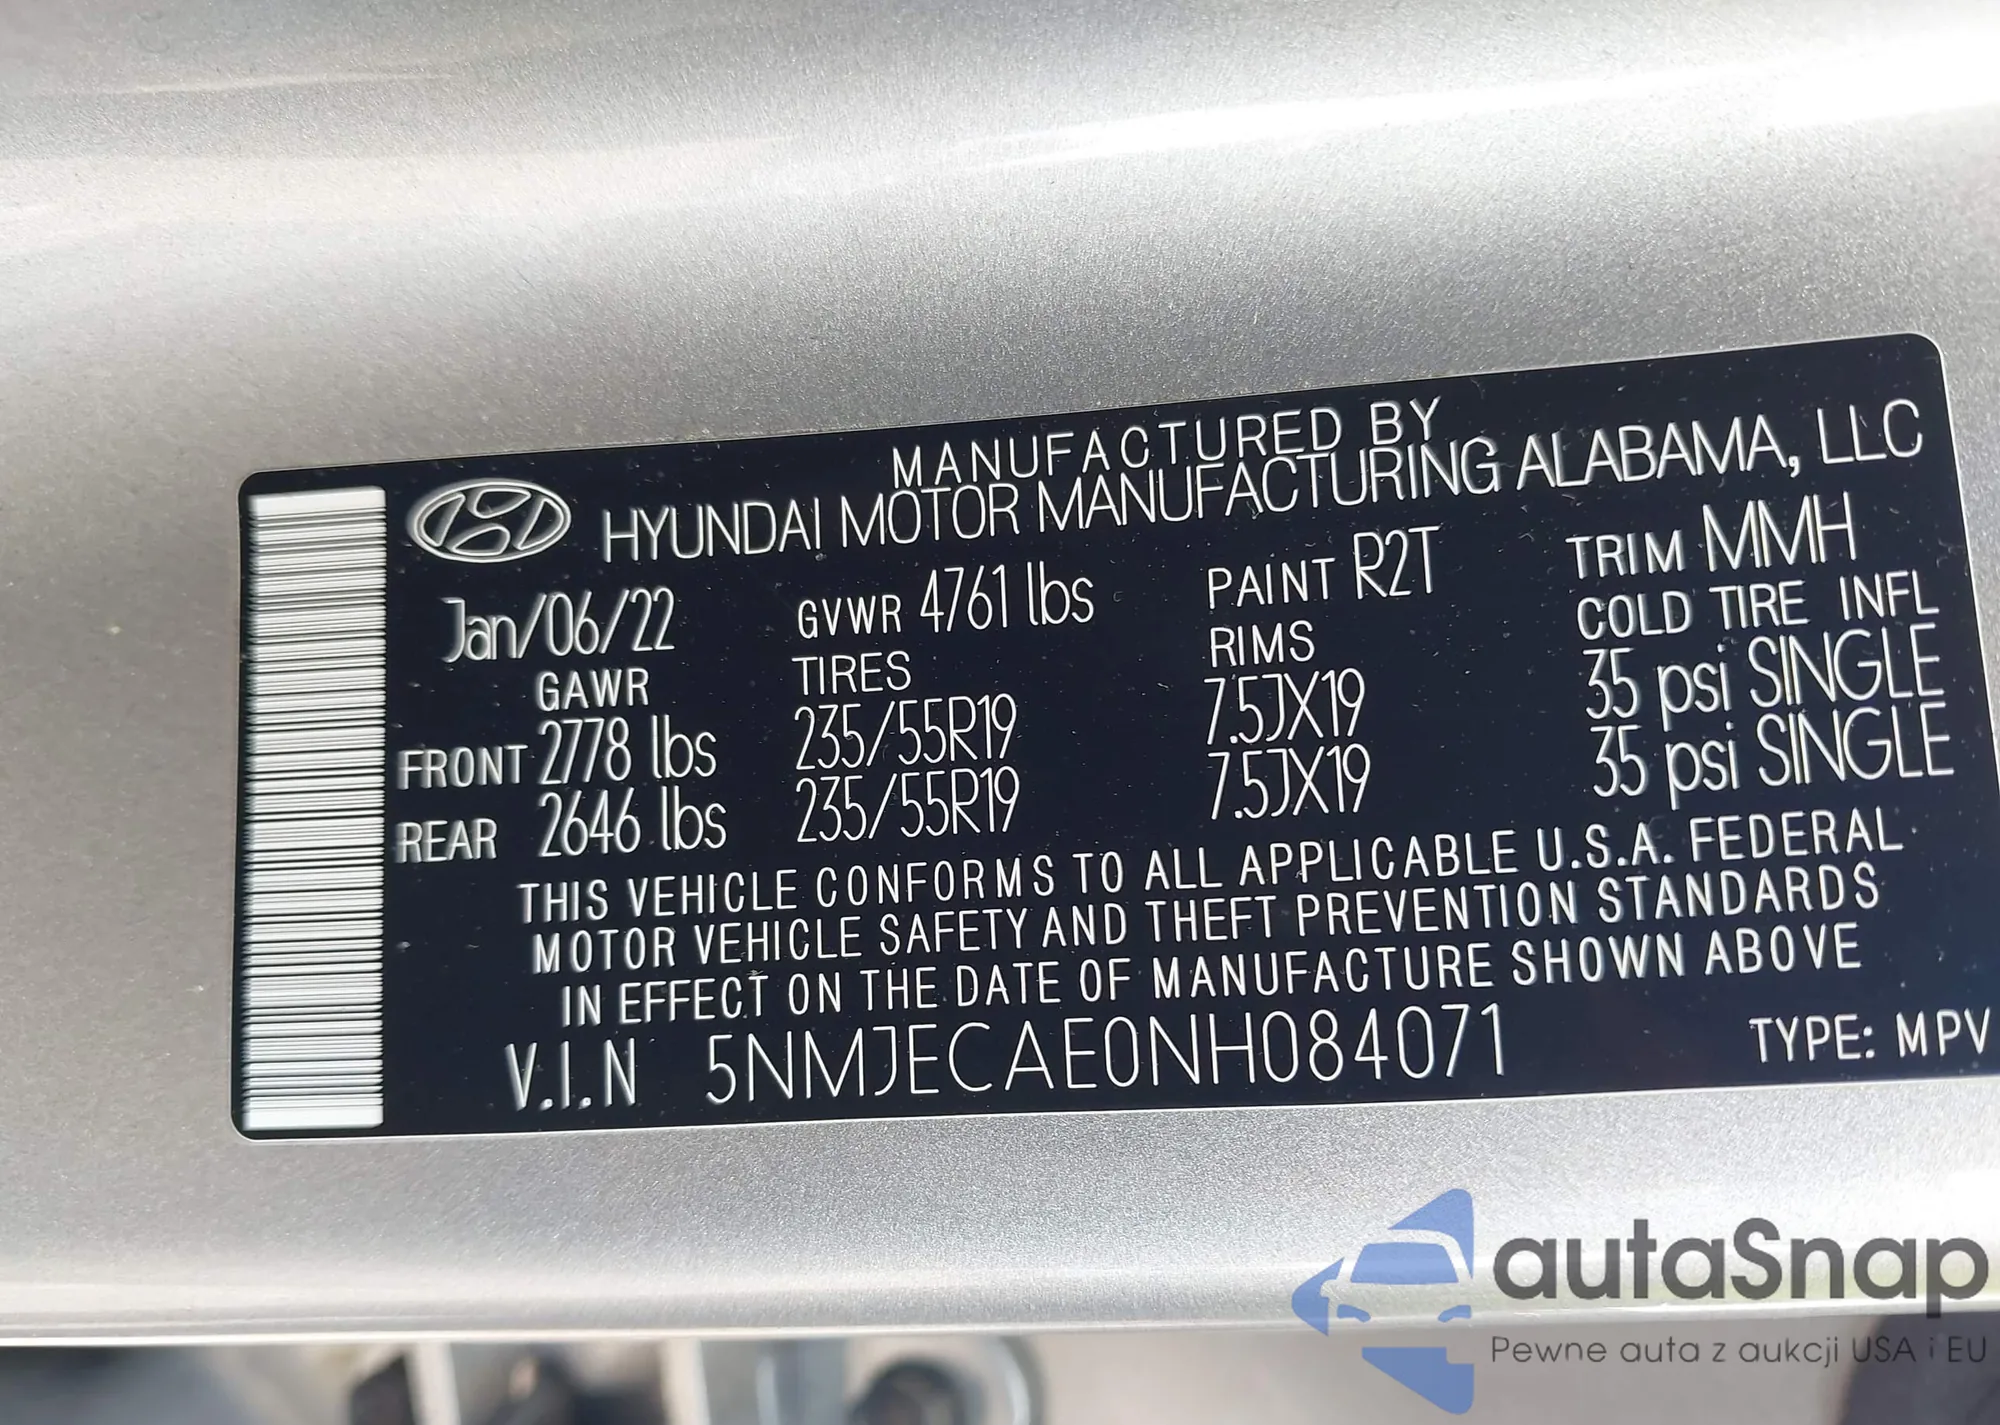 MANUFACTURED BY
HYUNDAI MOTOR MANUFACTURING ALABAMA, LLC
Jan/06/22 GVWR 4761 lbs PAINT R2T TRIM MMH
GAWR TIRES RIMS COLD TIRE INFL
FRONT 2778 lbs 235/55R19 7.5JX19 35 psi SINGLE
REAR 2646 lbs 235/55R19 7.5JX19 35 psi SINGLE
THIS VEHICLE CONFORMS TO ALL APPLICABLE U.S.A. FEDERAL
MOTOR VEHICLE SAFETY AND THEFT PREVENTION STANDARDS
IN EFFECT ON THE DATE OF MANUFACTURE SHOWN ABOVE
V.I.N 5NMJECAE0NH084071 TYPE: MPV
autaSnap
Pewne auta z aukcji USA i EU